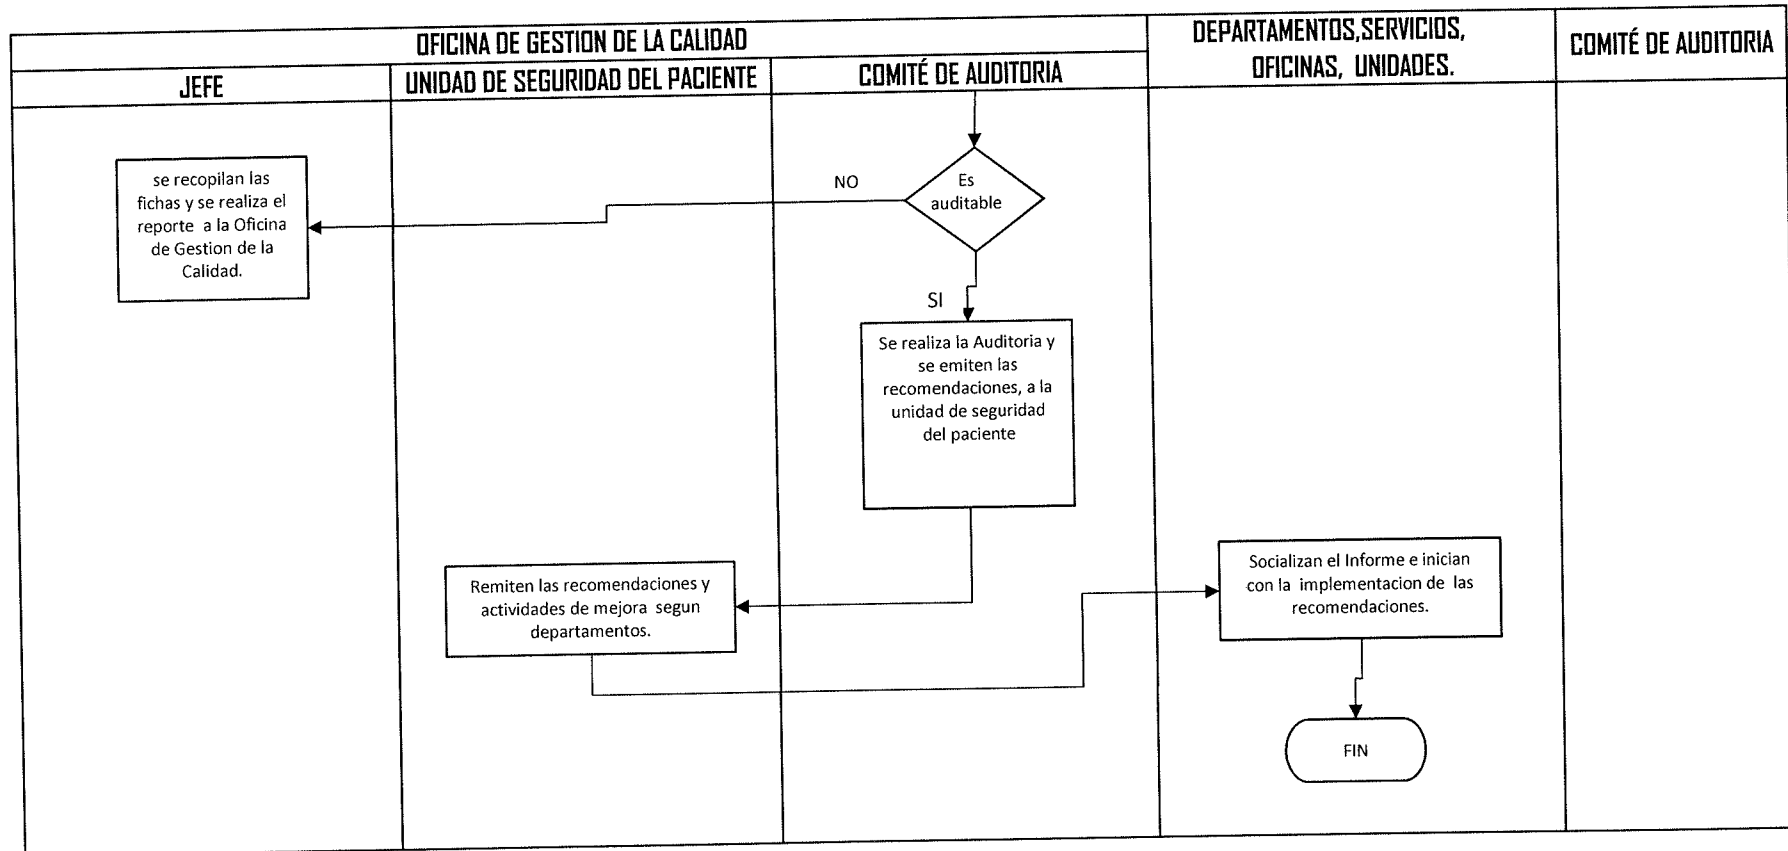 OFICINA DE GESTION DE LA CALIDAD
DEPARTAMENTOS,SERVICIOS,
OFICINAS, UNIDADES.
COMITÉ DE AUDITORIA
JEFE
UNIDAD DE SEGURIDAD DEL PACIENTE
COMITÉ DE AUDITORIA
se recopilan las
fichas y se realiza el
reporte a la Oficina
de Gestion de la
Calidad.
NO
Es
auditable
SI
Se realiza la Auditoria y
se emiten las
recomendaciones, a la
unidad de seguridad
del paciente
Remiten las recomendaciones y
actividades de mejora segun
departamentos.
Socializan el Informe e inician
con la implementacion de las
recomendaciones.
FIN